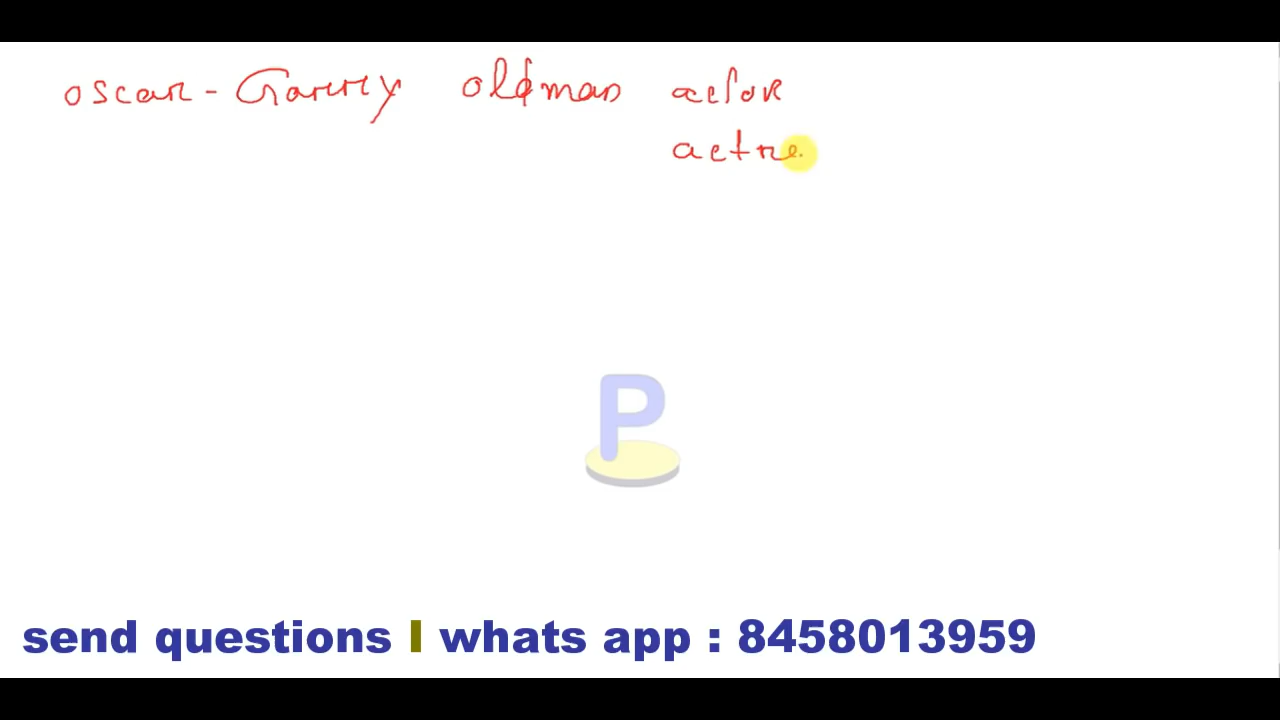 oscar - Garry oldman actor
actre
P
send questions I whats app : 8458013959